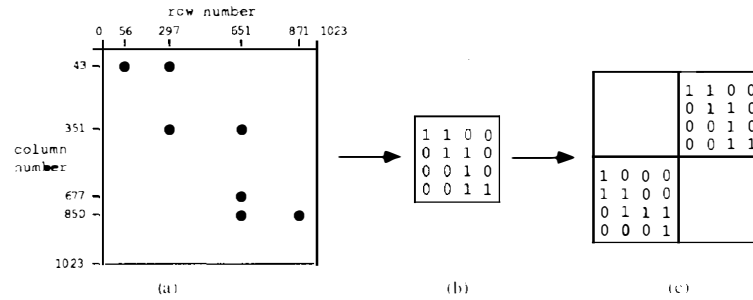 row number
0 56 297 651 871 1023
43
351
column
number
677
850
1023
1 1 0 0
0 1 1 0
0 0 1 0
0 0 1 1
1 1 0 0
0 1 1 0
0 0 1 0
0 0 1 1
1 0 0 0
1 1 0 0
0 1 1 1
0 0 0 1
(a) (b) (c)